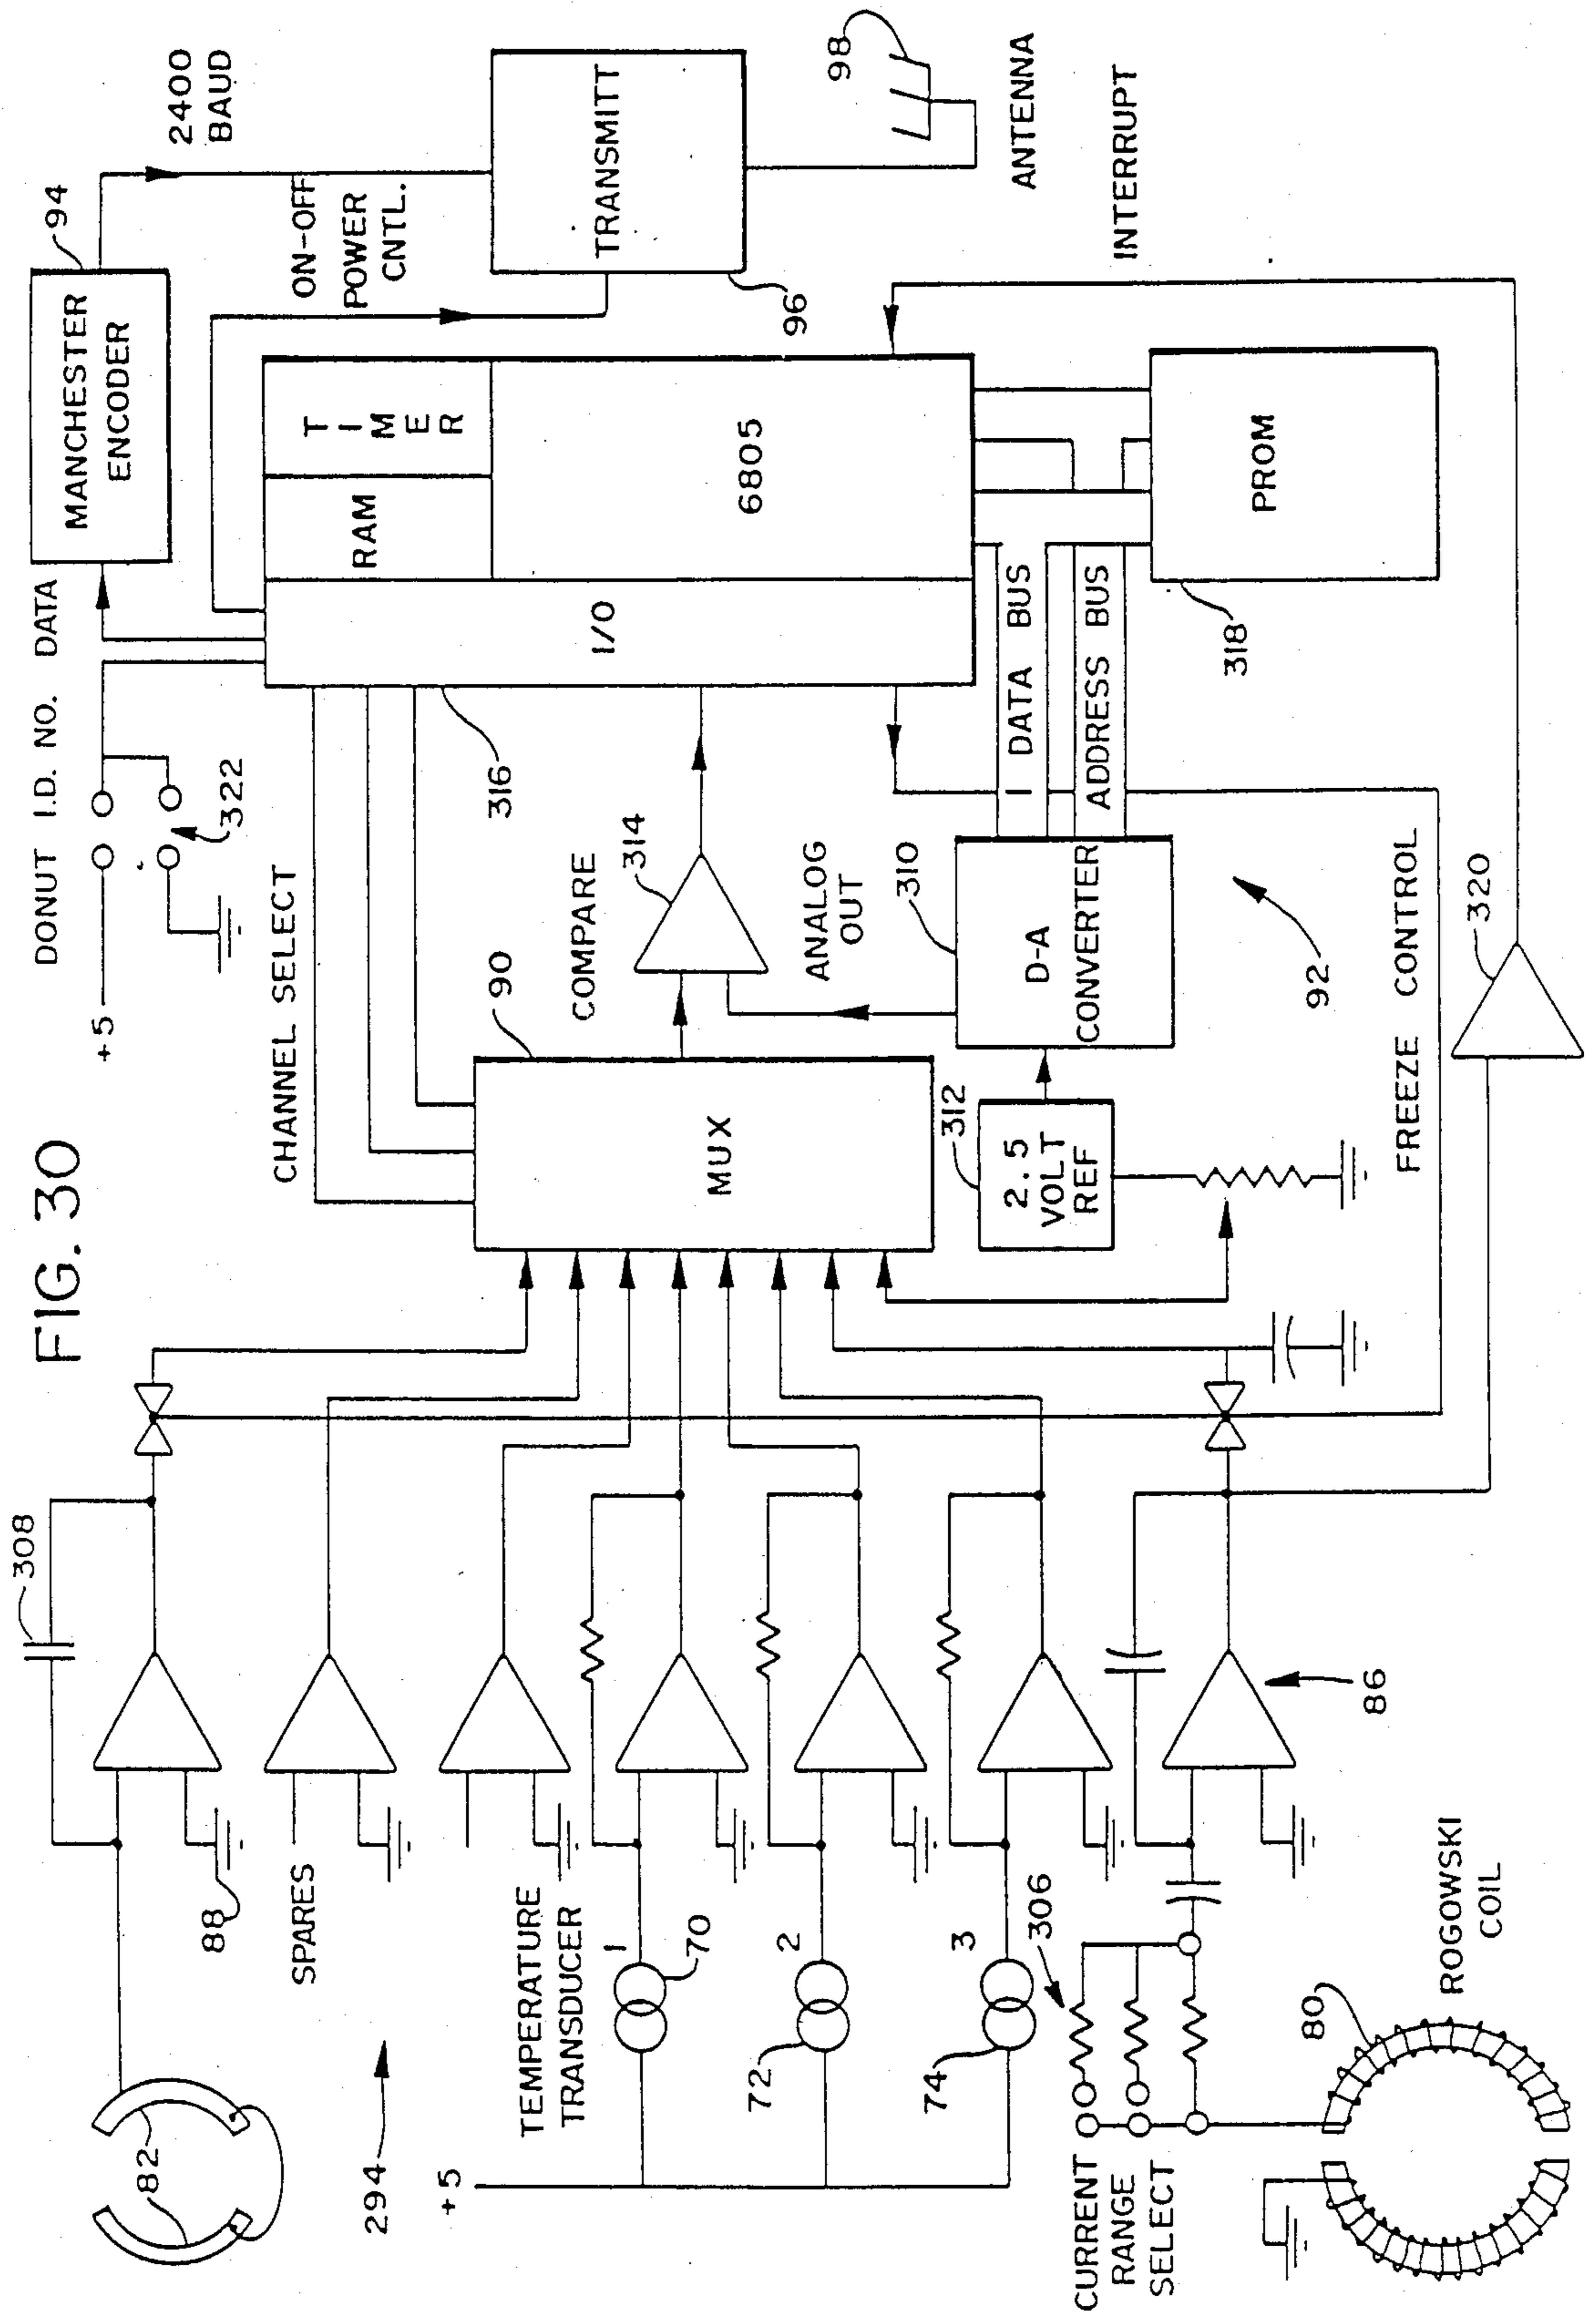 FIG. 30
82
294
+5
88
308
SPARES
TEMPERATURE
TRANSDUCER
1
70
2
72
3
74
306
CURRENT
RANGE
SELECT
80
ROGOWSKI
COIL
86
CHANNEL SELECT
90
MUX
COMPARE
314
ANALOG
OUT
310
D-A
CONVERTER
312
2.5
VOLT
REF
92
FREEZE CONTROL
320
+5
322
DONUT I.D. NO. DATA
MANCHESTER
ENCODER
94
2400
BAUD
ON-OFF
POWER
CNTL.
TRANSMITT
96
98
ANTENNA
INTERRUPT
316
I/O
RAM
TIMER
6805
DATA BUS
ADDRESS BUS
PROM
318